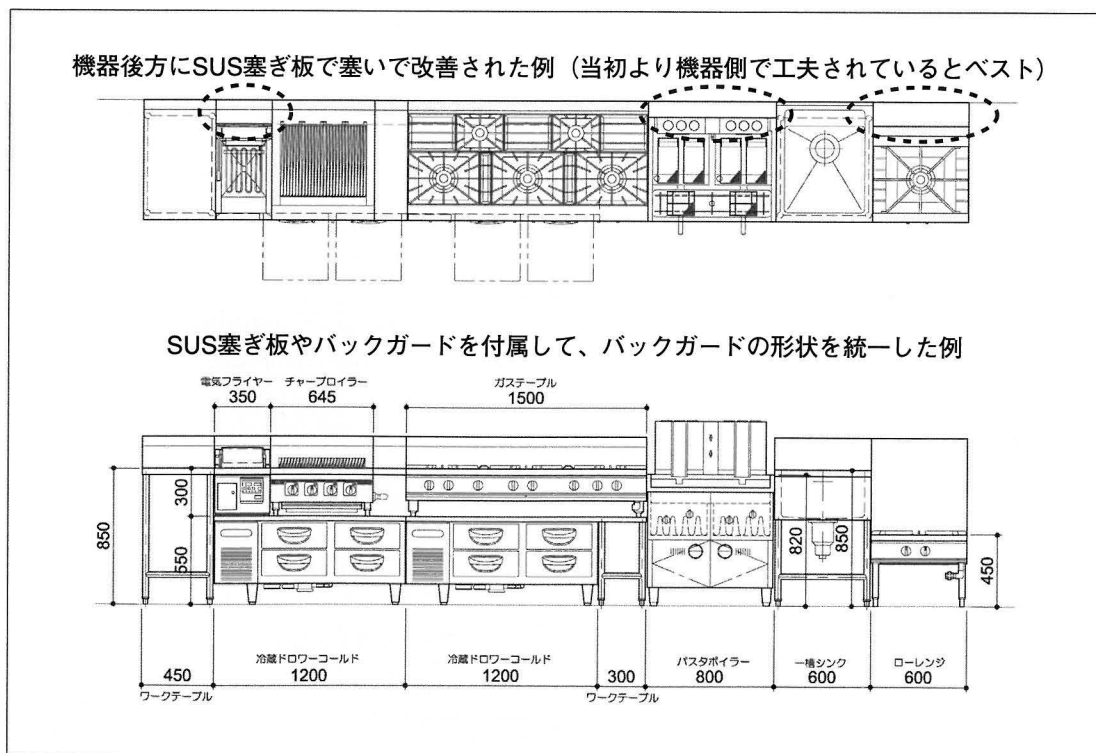 機器後方にSUS塞ぎ板で塞いで改善された例（当初より機器側で工夫されているとベスト）
SUS塞ぎ板やバックガードを付属して、バックガードの形状を統一した例
電気フライヤー チャーブロイラー ガステーブル
350 645 1500
300
850
550
820
850
450
冷蔵ドロワーコールド 冷蔵ドロワーコールド パスタボイラー 一槽シンク ローレンジ
450 1200 1200 300 800 600 600
ワークテーブル ワークテーブル